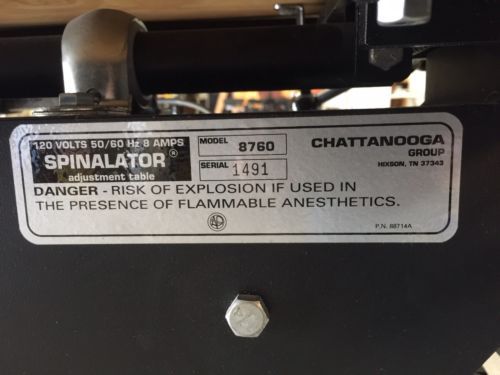 120 VOLTS 50/60 Hz 8 AMPS
SPINALATOR®
adjustment table
MODEL 8760
SERIAL 1491
CHATTANOOGA
GROUP
HIXSON, TN 37343
DANGER - RISK OF EXPLOSION IF USED IN
THE PRESENCE OF FLAMMABLE ANESTHETICS.
P.N. 88714A